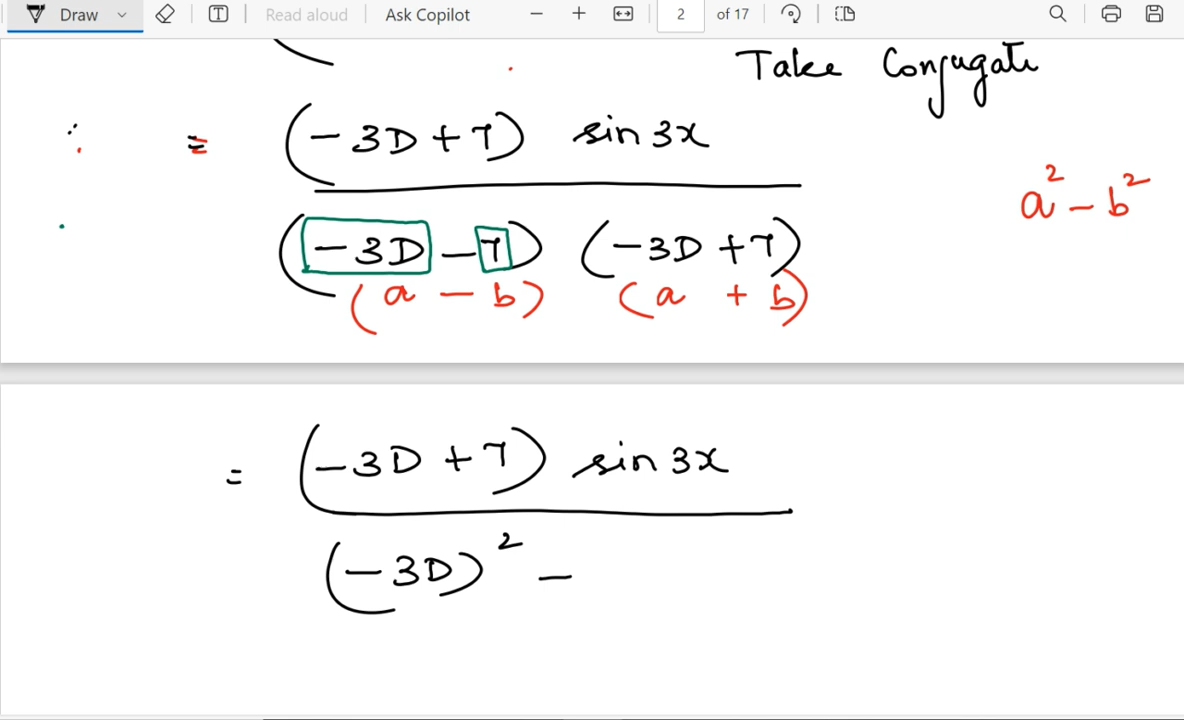 Draw Read aloud Ask Copilot 2 of 17
Take Conjugate
∴ = (-3D+7) sin 3x
(-3D-7) (-3D+7)
a² - b²
(a - b) (a + b)
= (-3D+7) sin 3x
(-3D)² -